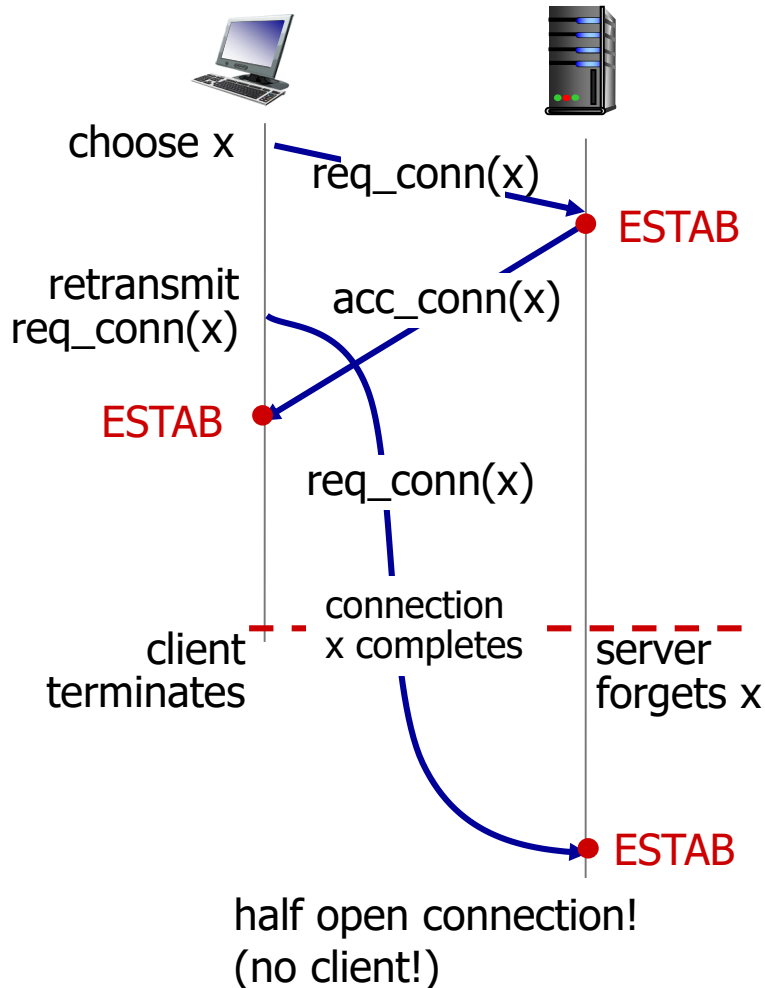 choose x
req_conn(x)
ESTAB
retransmit
req_conn(x)
acc_conn(x)
ESTAB
req_conn(x)
connection
x completes
client
terminates
server
forgets x
ESTAB
half open connection!
(no client!)